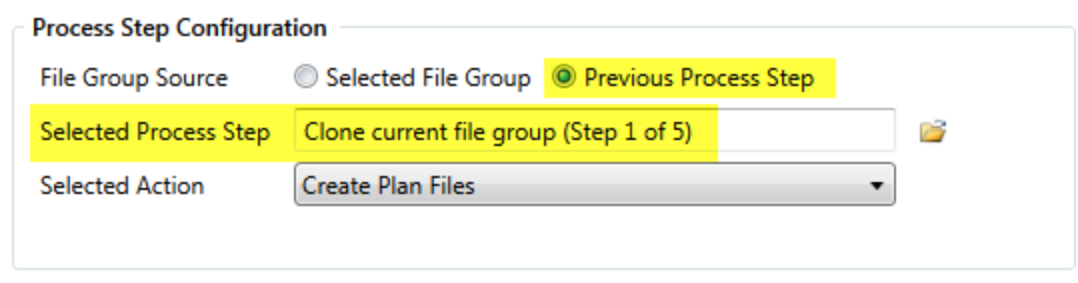 Process Step Configuration
File Group Source Selected File Group Previous Process Step
Selected Process Step Clone current file group (Step 1 of 5)
Selected Action Create Plan Files